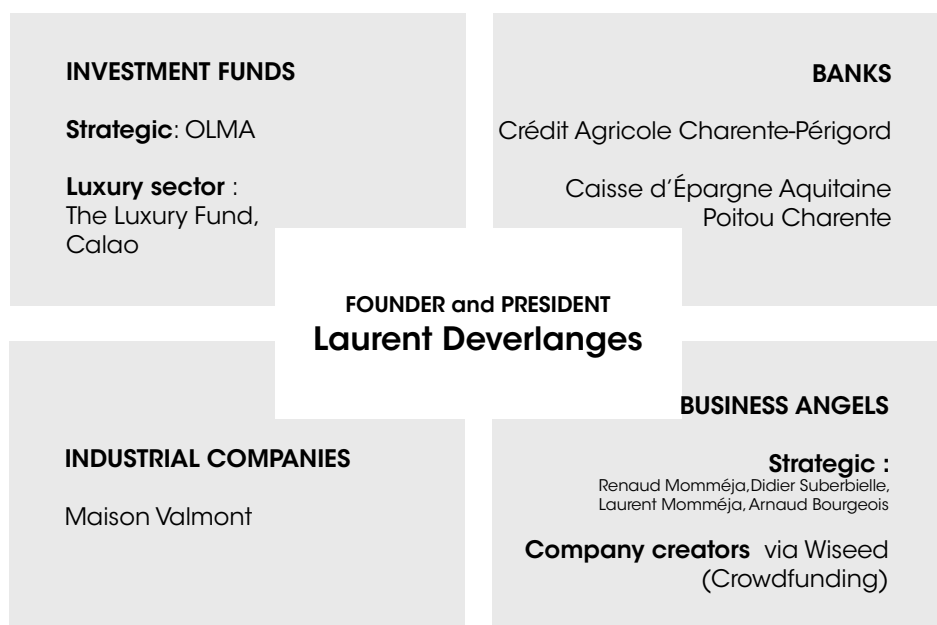 INVESTMENT FUNDS
Strategic: OLMA
Luxury sector :
The Luxury Fund,
Calao
BANKS
Crédit Agricole Charente-Périgord
Caisse d’Épargne Aquitaine
Poitou Charente
FOUNDER and PRESIDENT
Laurent Deverlanges
INDUSTRIAL COMPANIES
Maison Valmont
BUSINESS ANGELS
Strategic :
Renaud Momméja,Didier Suberbielle,
Laurent Momméja, Arnaud Bourgeois
Company creators via Wiseed
(Crowdfunding)